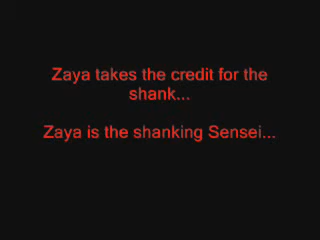 Zaya takes the credit for the
shank...
Zaya is the shanking Sensei...